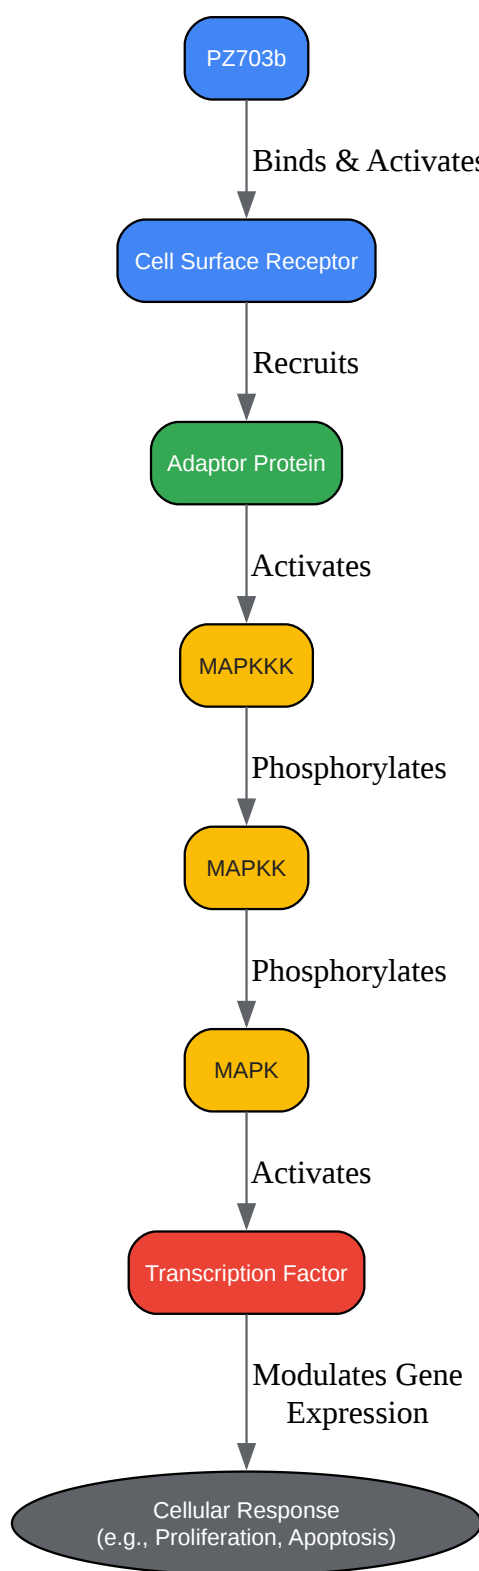 PZ703b
Binds & Activates
Cell Surface Receptor
Recruits
Adaptor Protein
Activates
MAPKKK
Phosphorylates
MAPKK
Phosphorylates
MAPK
Activates
Transcription Factor
Modulates Gene
Expression
Cellular Response
(e.g., Proliferation, Apoptosis)